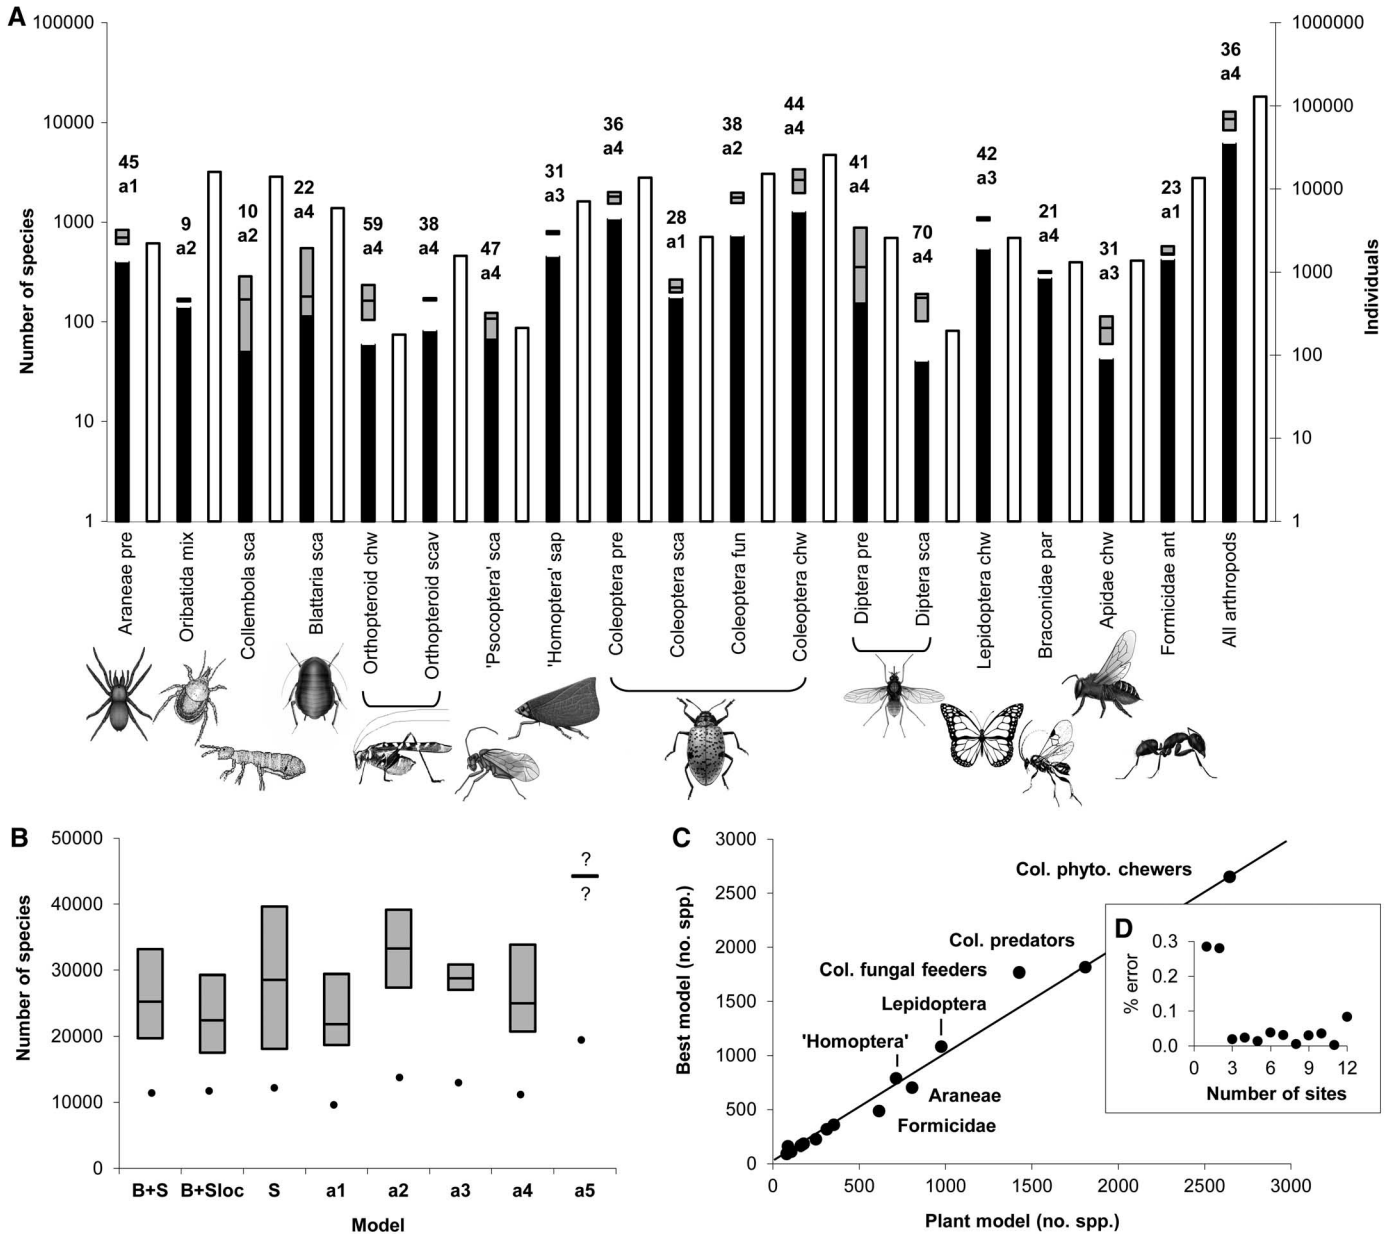 A
100000
10000
1000
100
10
1
Number of species
1000000
100000
10000
1000
100
10
1
Individuals
45
a1
9
a2
10
a2
22
a4
59
a4
38
a4
47
a4
31
a3
36
a4
28
a1
38
a2
44
a4
41
a4
70
a4
42
a3
21
a4
31
a3
23
a1
36
a4
Araneae pre
Oribatida mix
Collembola sca
Blattaria sca
Orthopteroid chw
Orthopteroid scav
'Psocoptera' sca
'Homoptera' sap
Coleoptera pre
Coleoptera sca
Coleoptera fun
Coleoptera chw
Diptera pre
Diptera sca
Lepidoptera chw
Braconidae par
Apidae chw
Formicidae ant
All arthropods
B
50000
40000
30000
20000
10000
0
Number of species
?
?
B+S
B+Sloc
S
a1
a2
a3
a4
a5
Model
C
3000
2500
2000
1500
1000
500
0
Best model (no. spp.)
Col. phyto. chewers
Col. predators
Col. fungal feeders
Lepidoptera
'Homoptera'
Araneae
Formicidae
0
500
1000
1500
2000
2500
3000
Plant model (no. spp.)
D
0.3
0.2
0.1
0.0
% error
0
3
6
9
12
Number of sites